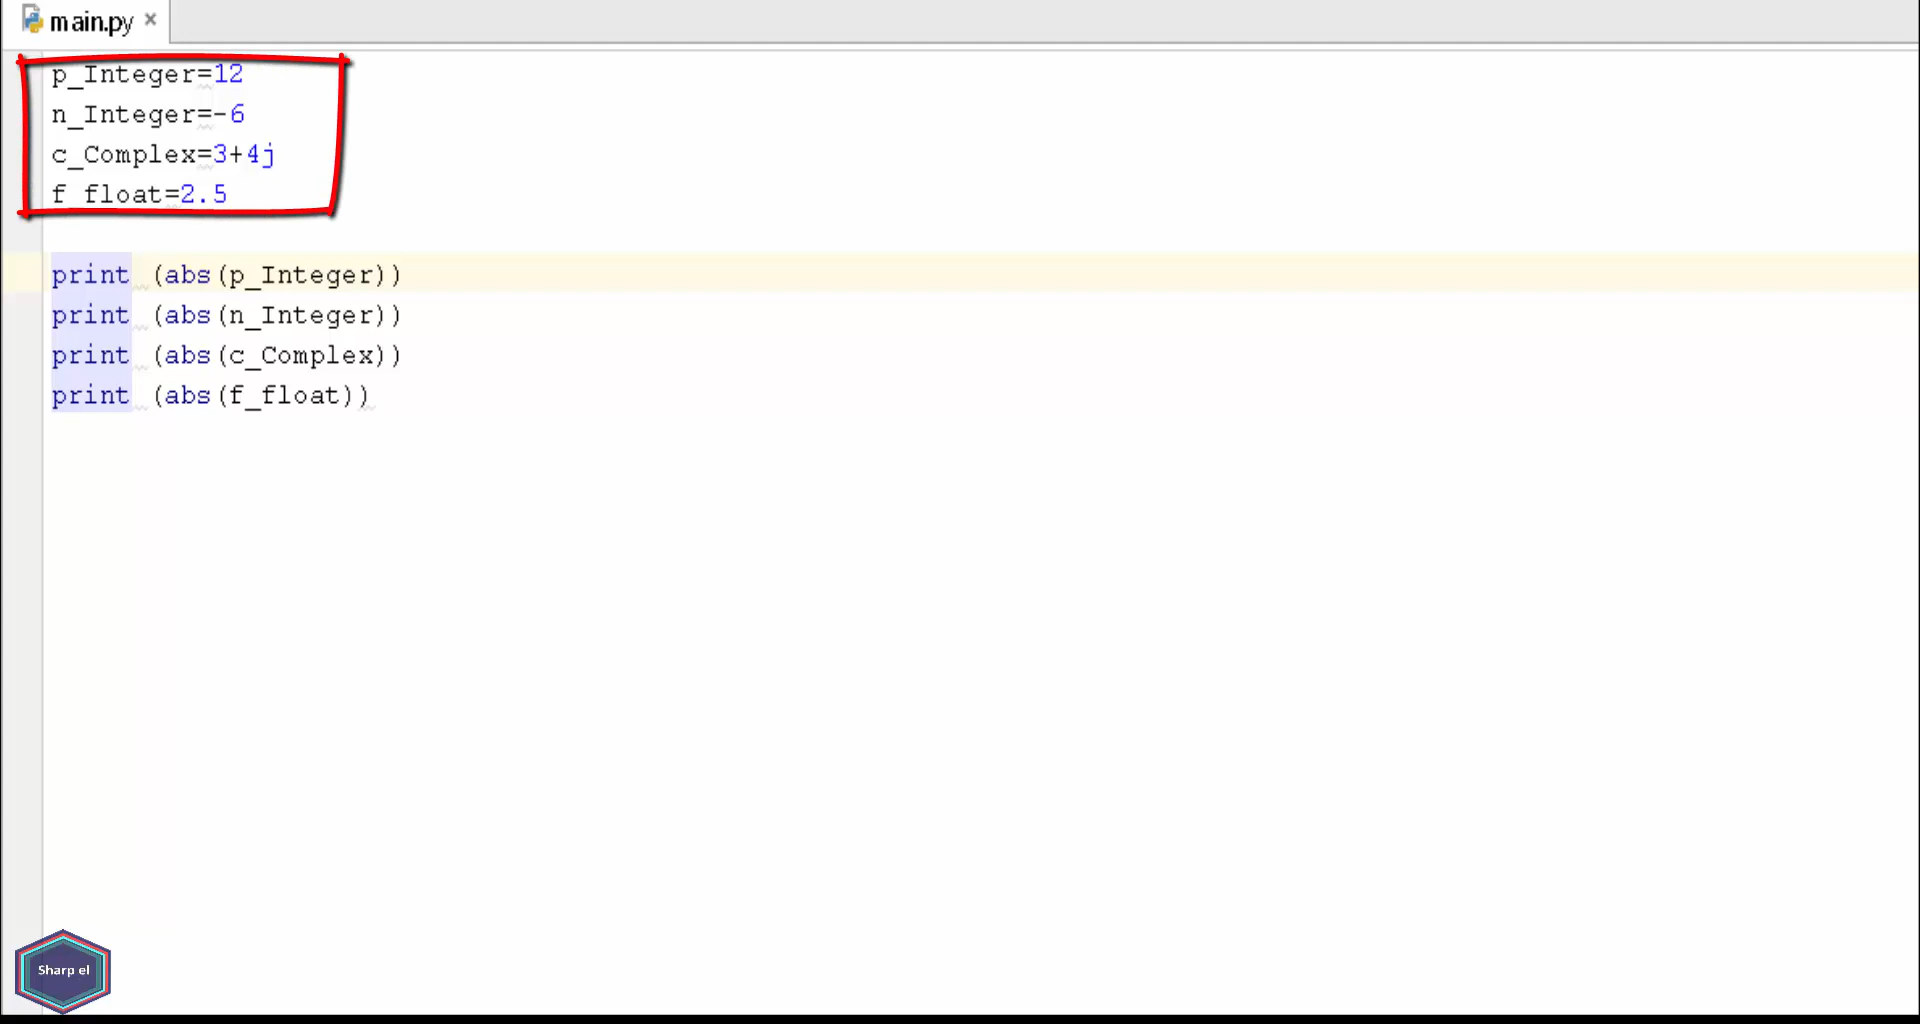 main.py ×
p_Integer=12
n_Integer=-6
c_Complex=3+4j
f_float=2.5
print (abs(p_Integer))
print (abs(n_Integer))
print (abs(c_Complex))
print (abs(f_float))
Sharp el